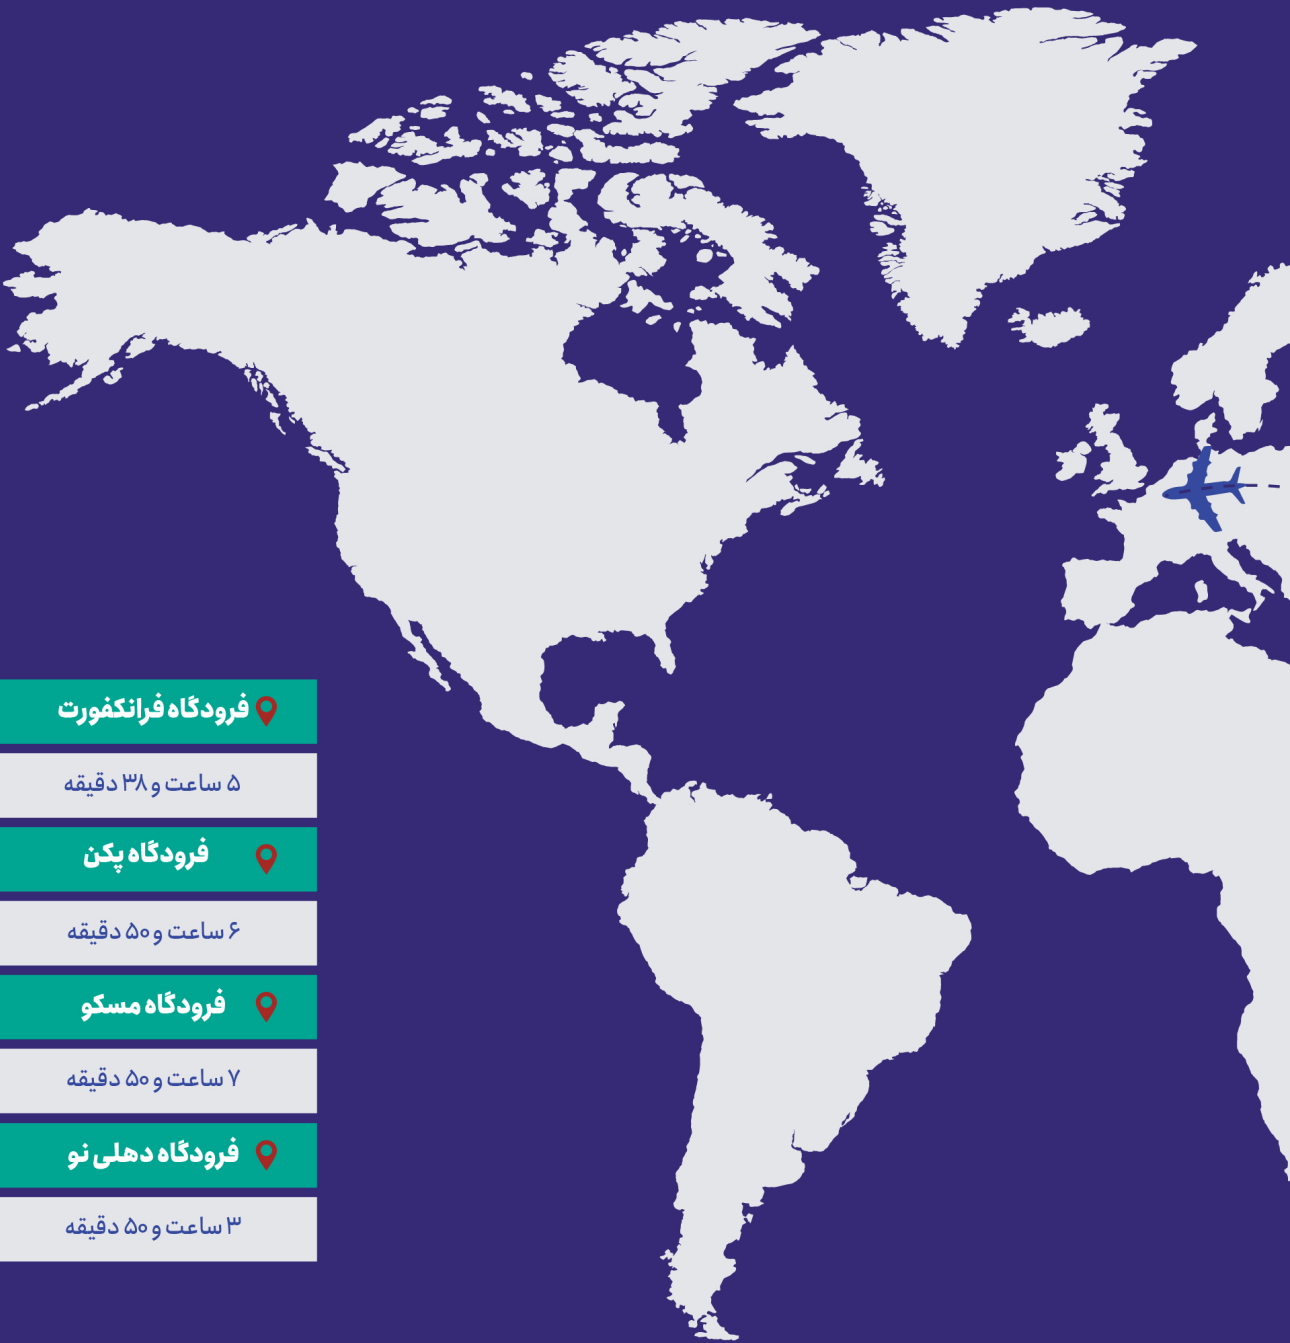 فرودگاه فرانکفورت
۵ ساعت و ۳۸ دقیقه
فرودگاه پکن
۶ ساعت و ۵۰ دقیقه
فرودگاه مسکو
۷ ساعت و ۵۰ دقیقه
فرودگاه دهلی نو
۳ ساعت و ۵۰ دقیقه